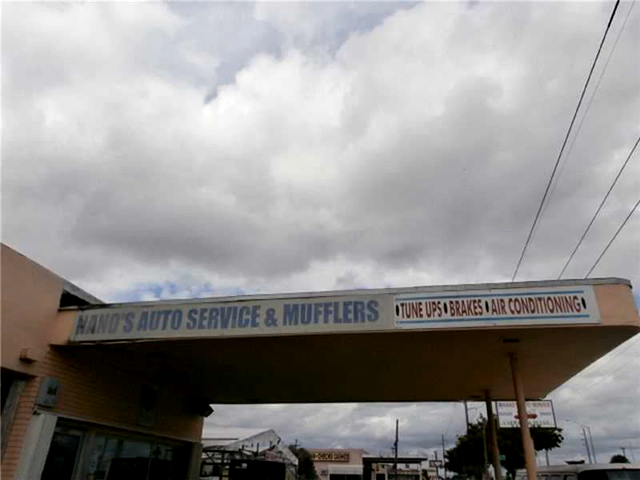 NANO'S AUTO SERVICE & MUFFLERS
•TUNE UPS•BRAKES•AIR CONDITIONING•